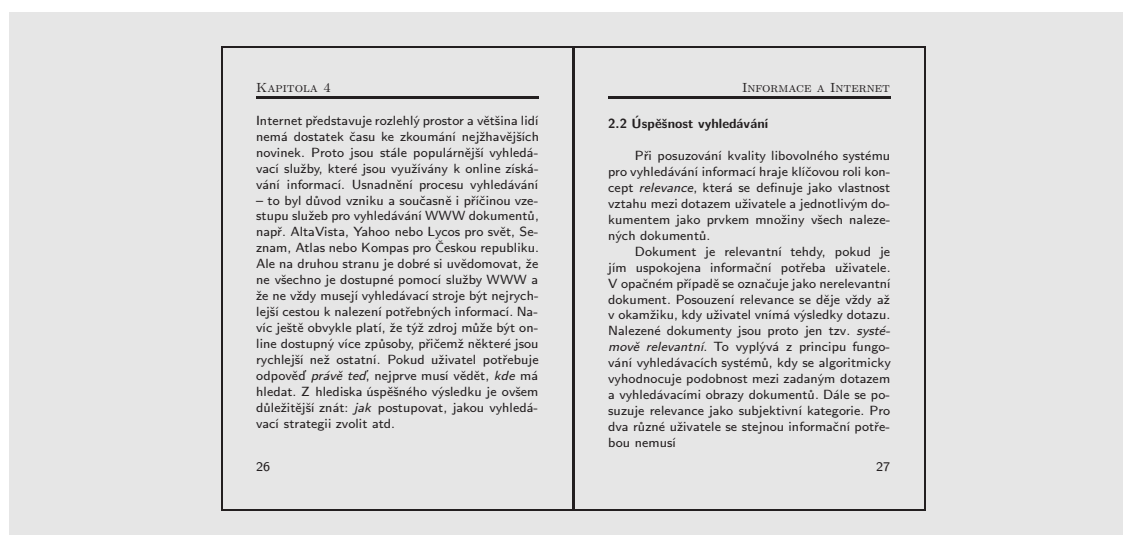 Kapitola 4
Internet představuje rozlehlý prostor a většina lidí
nemá dostatek času ke zkoumání nejžhavějších
novinek. Proto jsou stále populárnější vyhledá-
vací služby, které jsou využívány k online získá-
vání informací. Usnadnění procesu vyhledávání
– to byl důvod vzniku a současně i příčinou vze-
stupu služeb pro vyhledávání WWW dokumentů,
např. AltaVista, Yahoo nebo Lycos pro svět, Se-
znam, Atlas nebo Kompas pro Českou republiku.
Ale na druhou stranu je dobré si uvědomovat, že
ne všechno je dostupné pomocí služby WWW a
že ne vždy musejí vyhledávací stroje být nejrych-
lejší cestou k nalezení potřebných informací. Na-
víc ještě obvykle platí, že týž zdroj může být on-
line dostupný více způsoby, přičemž některé jsou
rychlejší než ostatní. Pokud uživatel potřebuje
odpověď právě teď, nejprve musí vědět, kde má
hledat. Z hlediska úspěšného výsledku je ovšem
důležitější znát: jak postupovat, jakou vyhledá-
vací strategii zvolit atd.
26
Informace a Internet
2.2 Úspěšnost vyhledávání
Při posuzování kvality libovolného systému
pro vyhledávání informací hraje klíčovou roli kon-
cept relevance, která se definuje jako vlastnost
vztahu mezi dotazem uživatele a jednotlivým do-
kumentem jako prvkem množiny všech naleze-
ných dokumentů.
Dokument je relevantní tehdy, pokud je
jím uspokojena informační potřeba uživatele.
V opačném případě se označuje jako nerelevantní
dokument. Posouzení relevance se děje vždy až
v okamžiku, kdy uživatel vnímá výsledky dotazu.
Nalezené dokumenty jsou proto jen tzv. systé-
mově relevantní. To vyplývá z principu fungo-
vání vyhledávacích systémů, kdy se algoritmicky
vyhodnocuje podobnost mezi zadaným dotazem
a vyhledávacími obrazy dokumentů. Dále se po-
suzuje relevance jako subjektivní kategorie. Pro
dva různé uživatele se stejnou informační potře-
bou nemusí
27